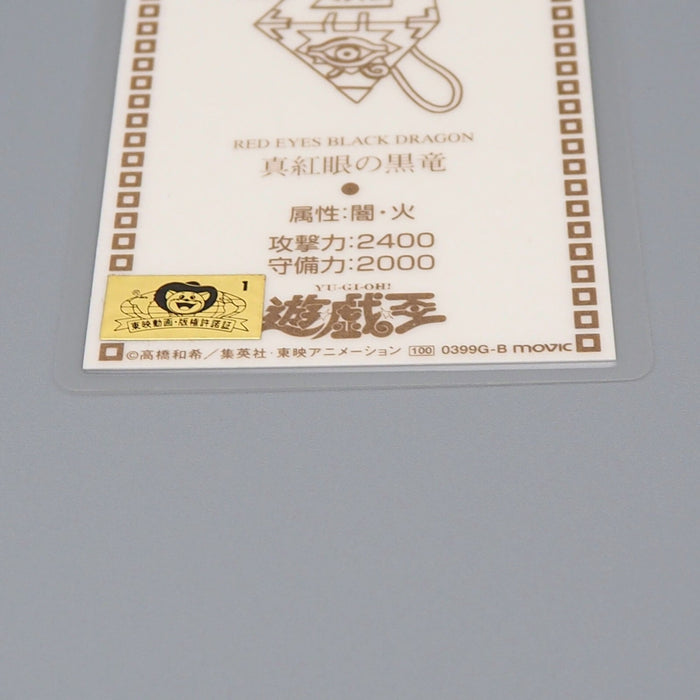 RED EYES BLACK DRAGON
真紅眼の黒竜
属性:闇・火
攻撃力:2400
守備力:2000
1
®
東映動画・版権許諾証
YU-GI-OH!
遊☆戯☆王
©高橋和希／集英社・東映アニメーション 100 0399G-B movic